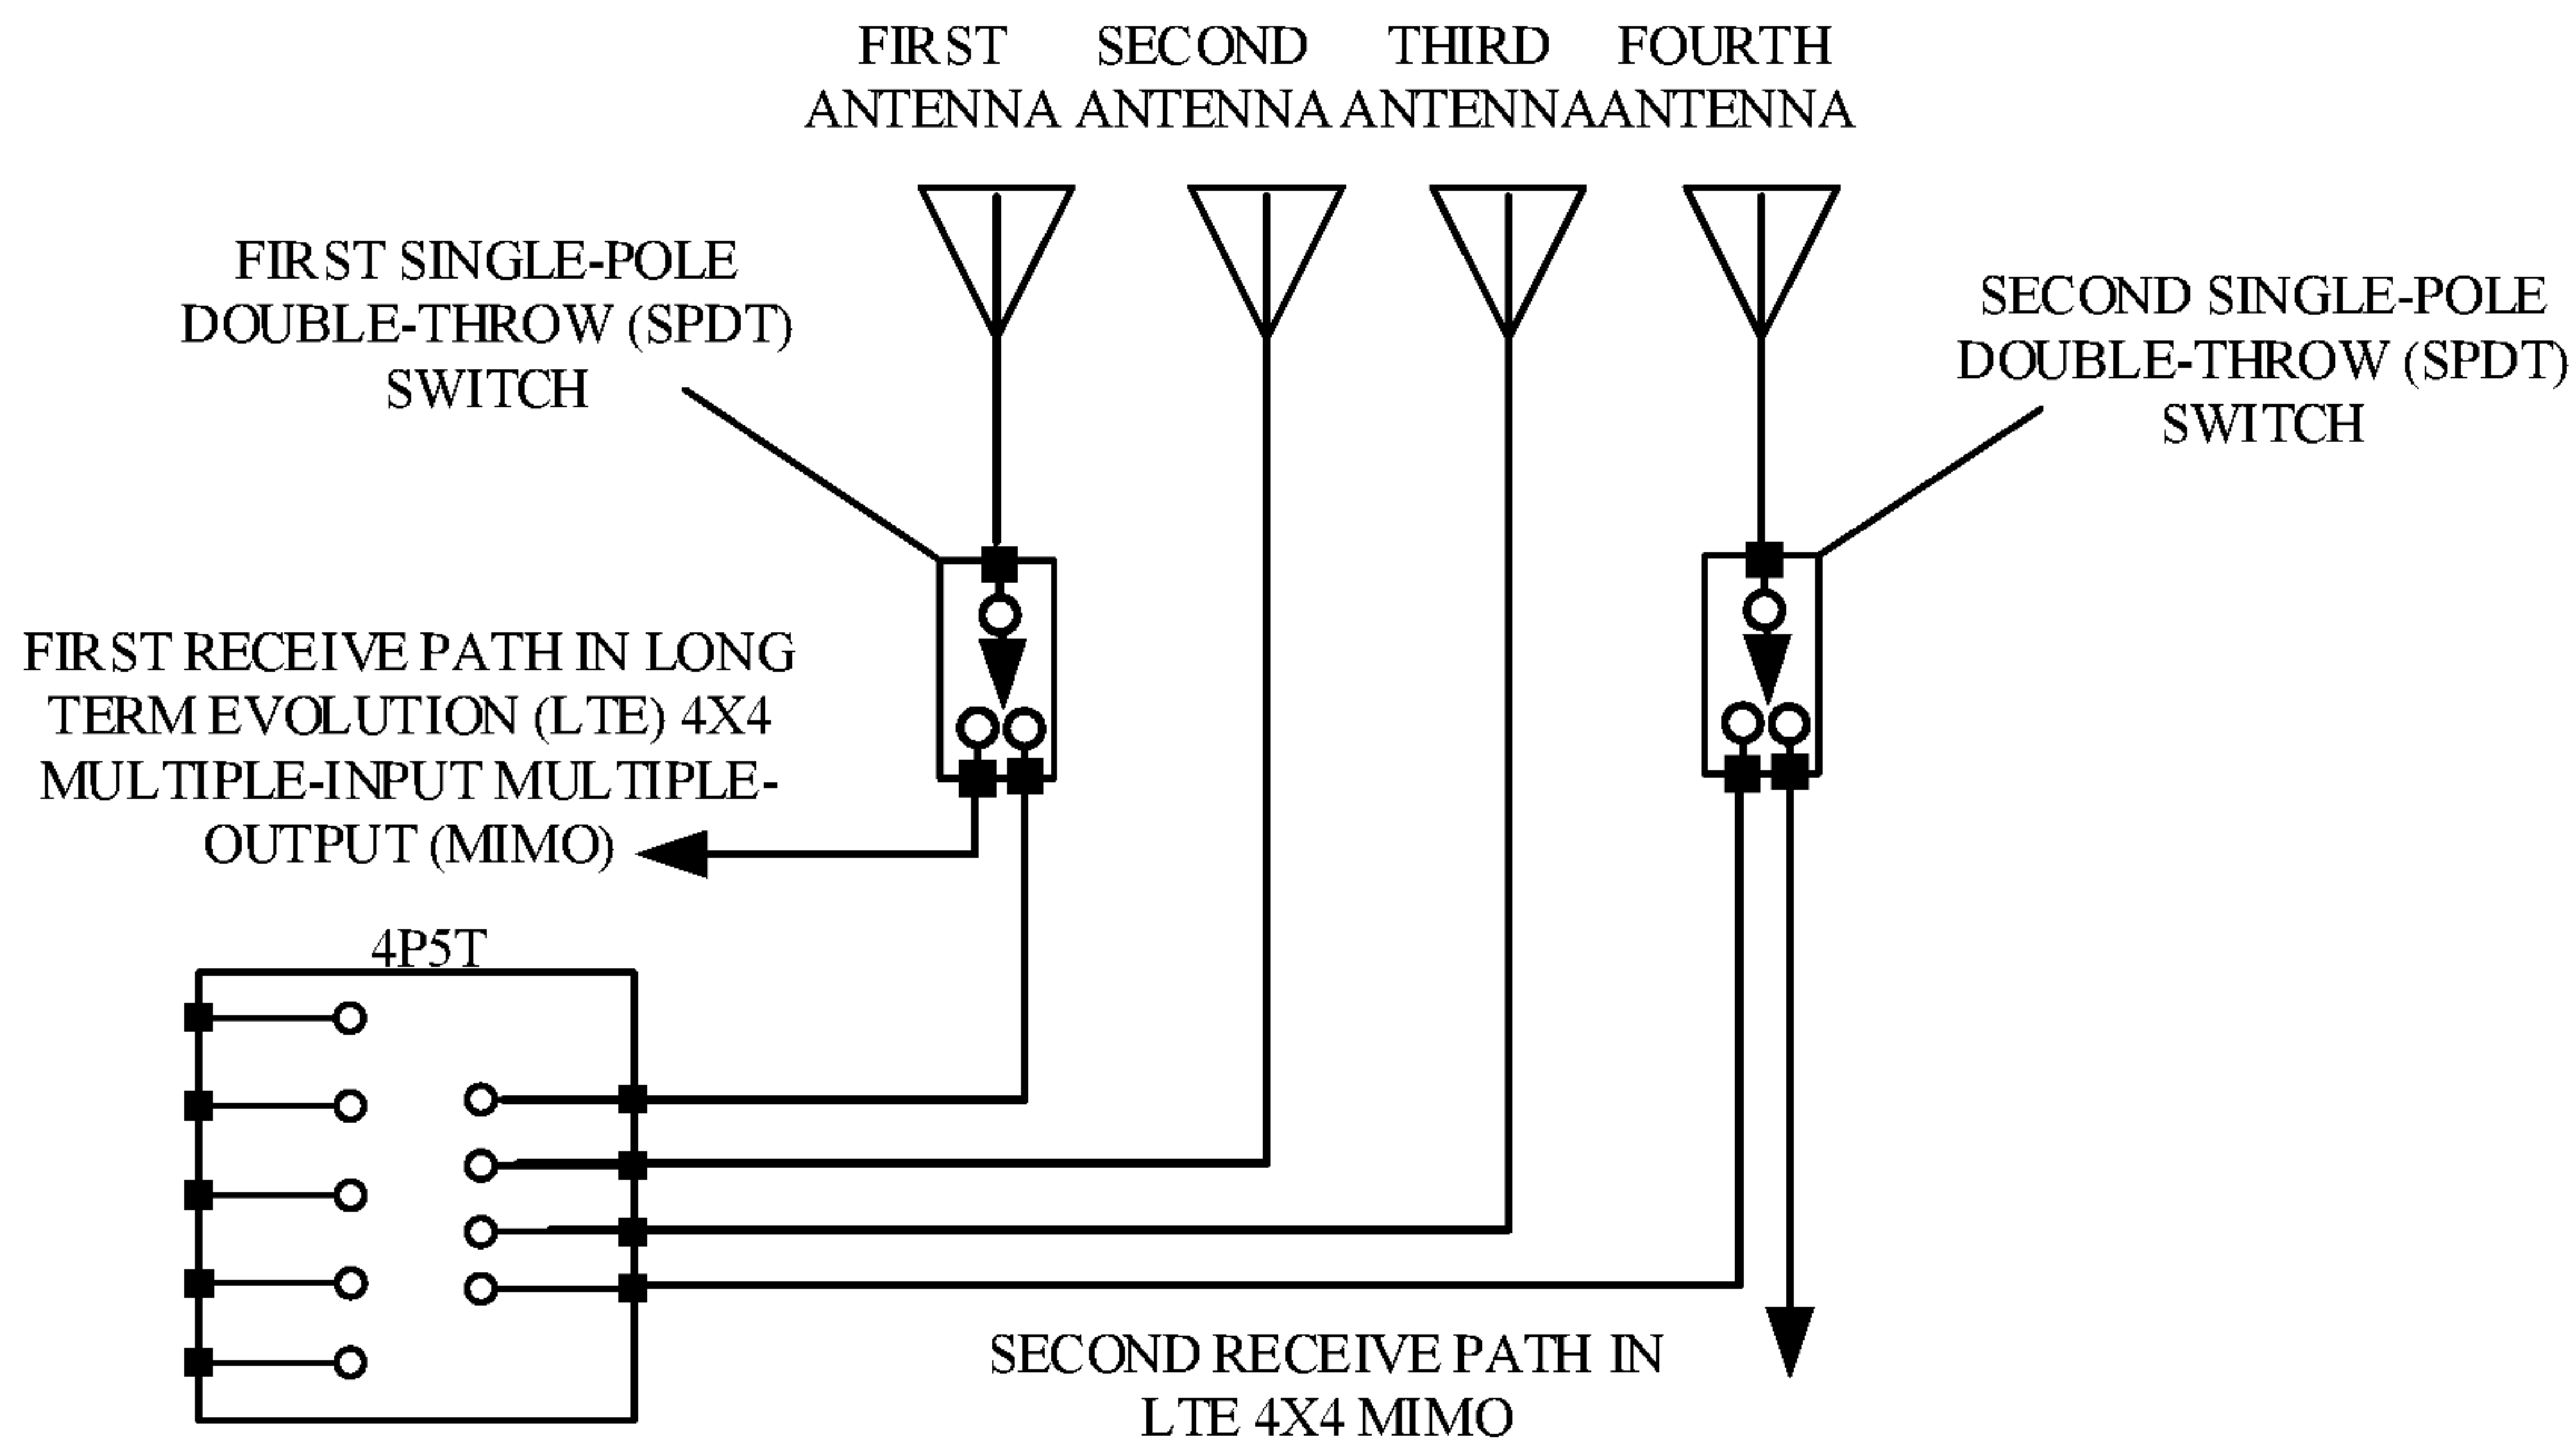 FIRST
ANTENNA
SECOND
ANTENNA
THIRD
ANTENNA
FOURTH
ANTENNA
FIRST SINGLE-POLE
DOUBLE-THROW (SPDT)
SWITCH
SECOND SINGLE-POLE
DOUBLE-THROW (SPDT)
SWITCH
FIRST RECEIVE PATH IN LONG
TERM EVOLUTION (LTE) 4X4
MULTIPLE-INPUT MULTIPLE-
OUTPUT (MIMO)
4P5T
SECOND RECEIVE PATH IN
LTE 4X4 MIMO